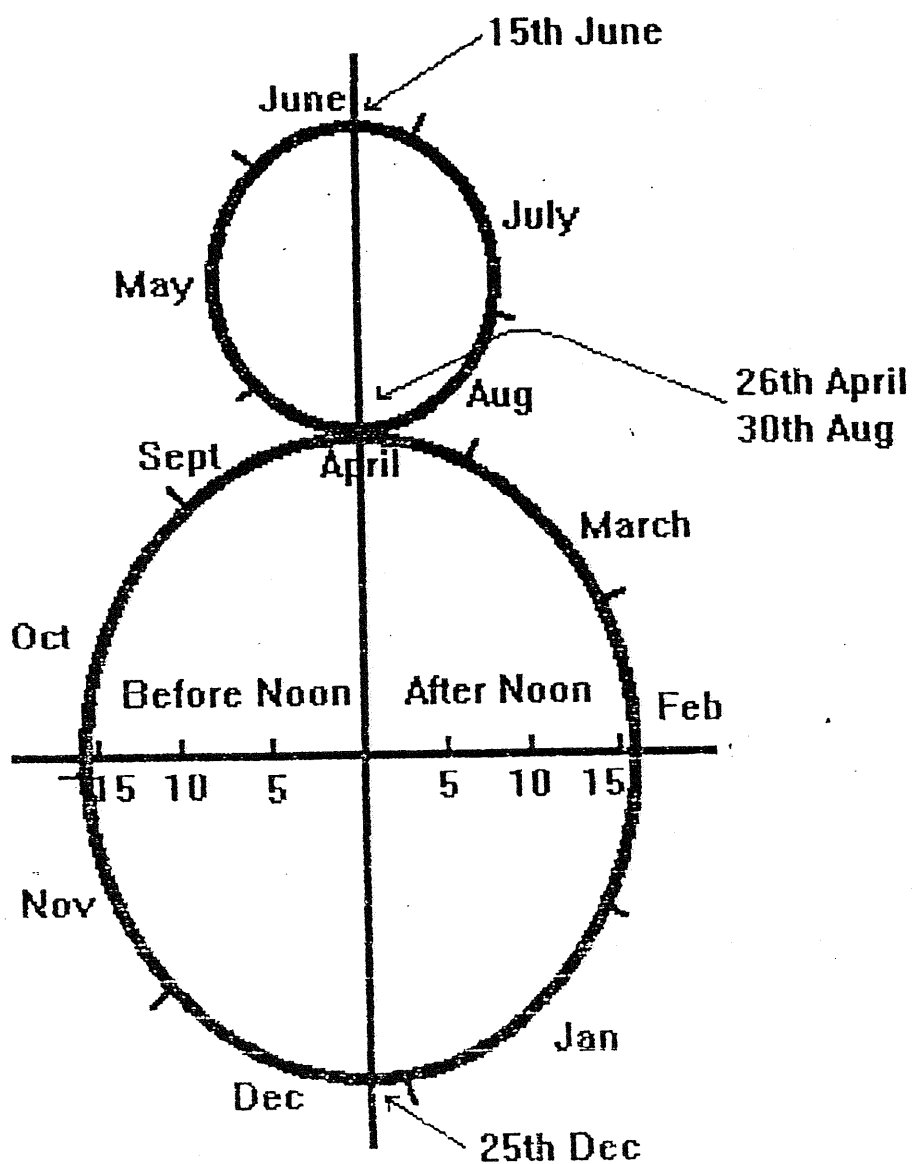 15th June
June
July
May
Aug
26th April
30th Aug
Sept
April
March
Oct
Before Noon
After Noon
Feb
15 10 5 5 10 15
Nov
Jan
Dec
25th Dec